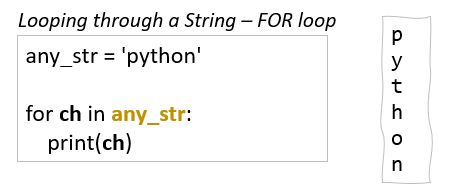 Looping through a String – FOR loop
any_str = 'python'
for ch in any_str:
    print(ch)
p
y
t
h
o
n